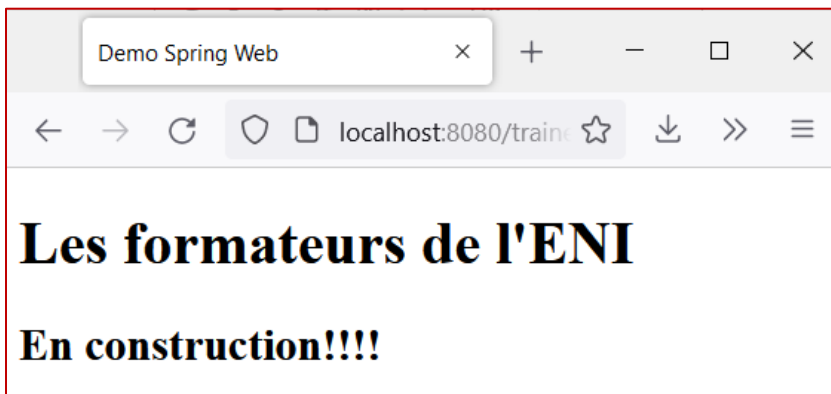 Demo Spring Web
localhost:8080/traine
Les formateurs de l'ENI
En construction!!!!